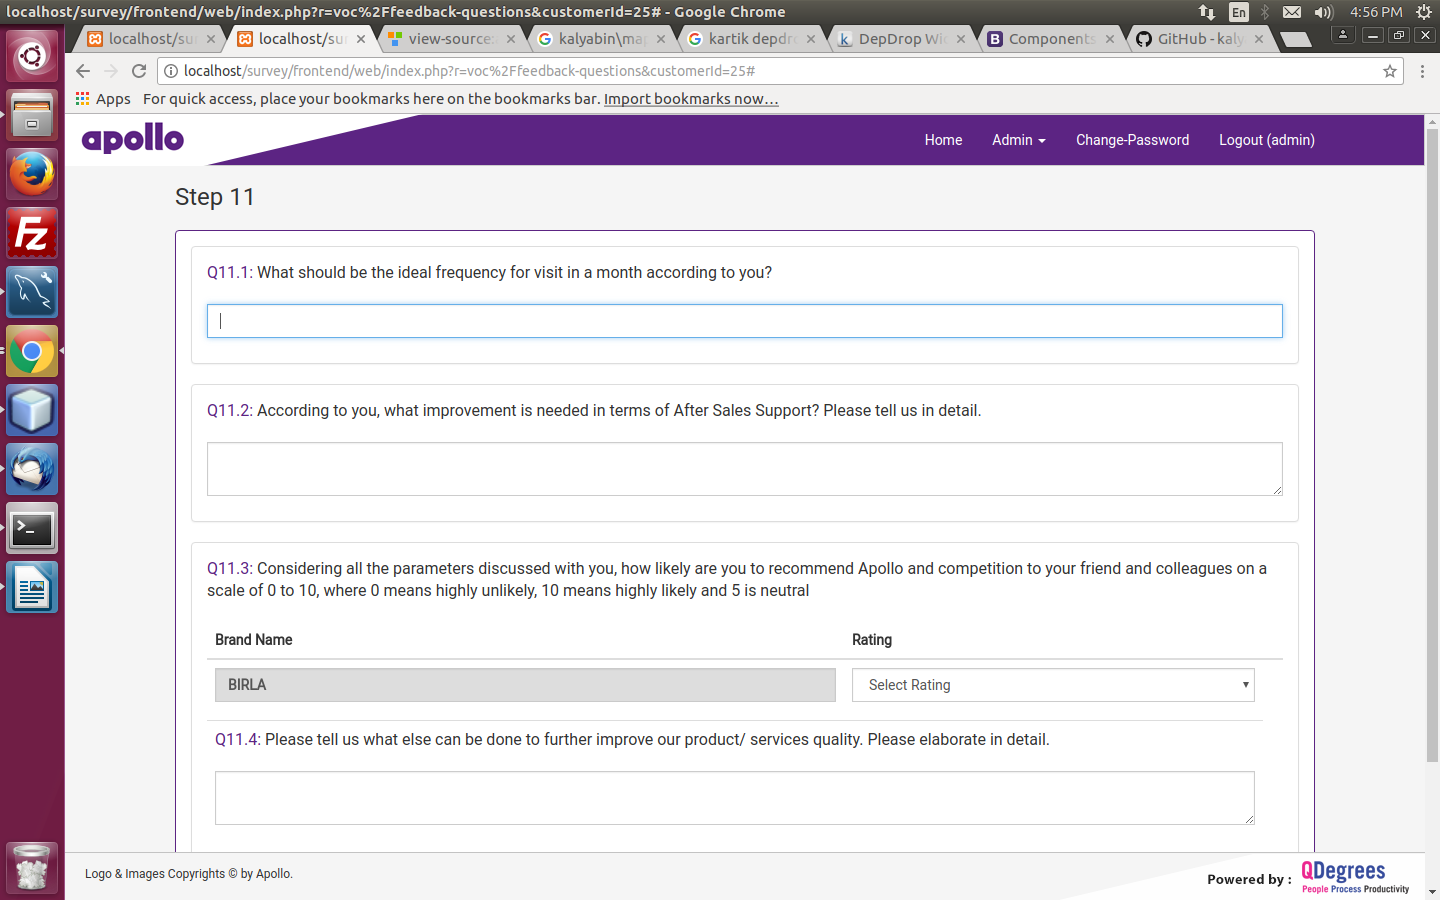 localhost/survey/frontend/web/index.php?r=voc%2Ffeedback-questions&customerId=25# - Google Chrome
En
4:56 PM
localhost/su
localhost/su
view-source:
kalyabin\ma
kartik depdr
DepDrop Wi
Components
GitHub - kaly
localhost/survey/frontend/web/index.php?r=voc%2Ffeedback-questions&customerId=25#
Apps For quick access, place your bookmarks here on the bookmarks bar. Import bookmarks now…
apollo
Home Admin Change-Password Logout (admin)
Step 11
Q11.1: What should be the ideal frequency for visit in a month according to you?
Q11.2: According to you, what improvement is needed in terms of After Sales Support? Please tell us in detail.
Q11.3: Considering all the parameters discussed with you, how likely are you to recommend Apollo and competition to your friend and colleagues on a
scale of 0 to 10, where 0 means highly unlikely, 10 means highly likely and 5 is neutral
Brand Name Rating
BIRLA Select Rating
Q11.4: Please tell us what else can be done to further improve our product/ services quality. Please elaborate in detail.
Logo & Images Copyrights © by Apollo.
Powered by : QDegrees
People Process Productivity